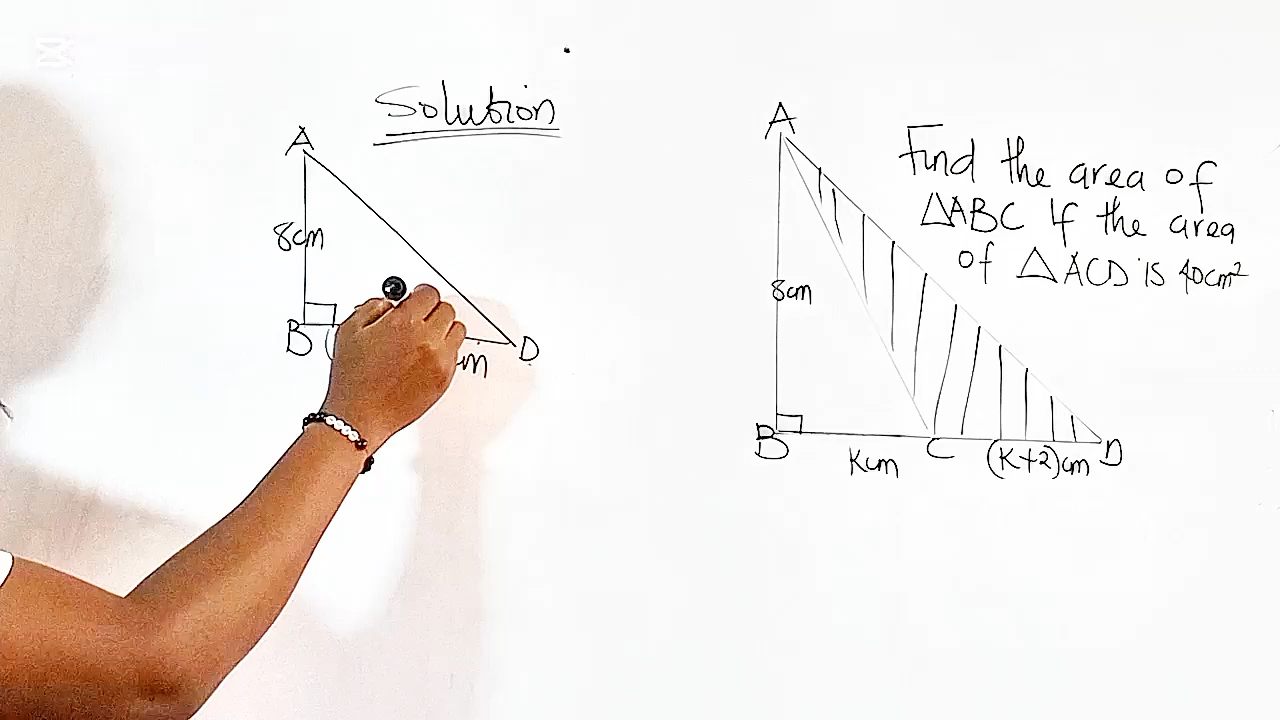 Solution
A
8cm
B
D
A
Find the area of
△ABC if the area
of △ACD is 40cm²
8cm
B
Kcm
C
(K+2)cm
D